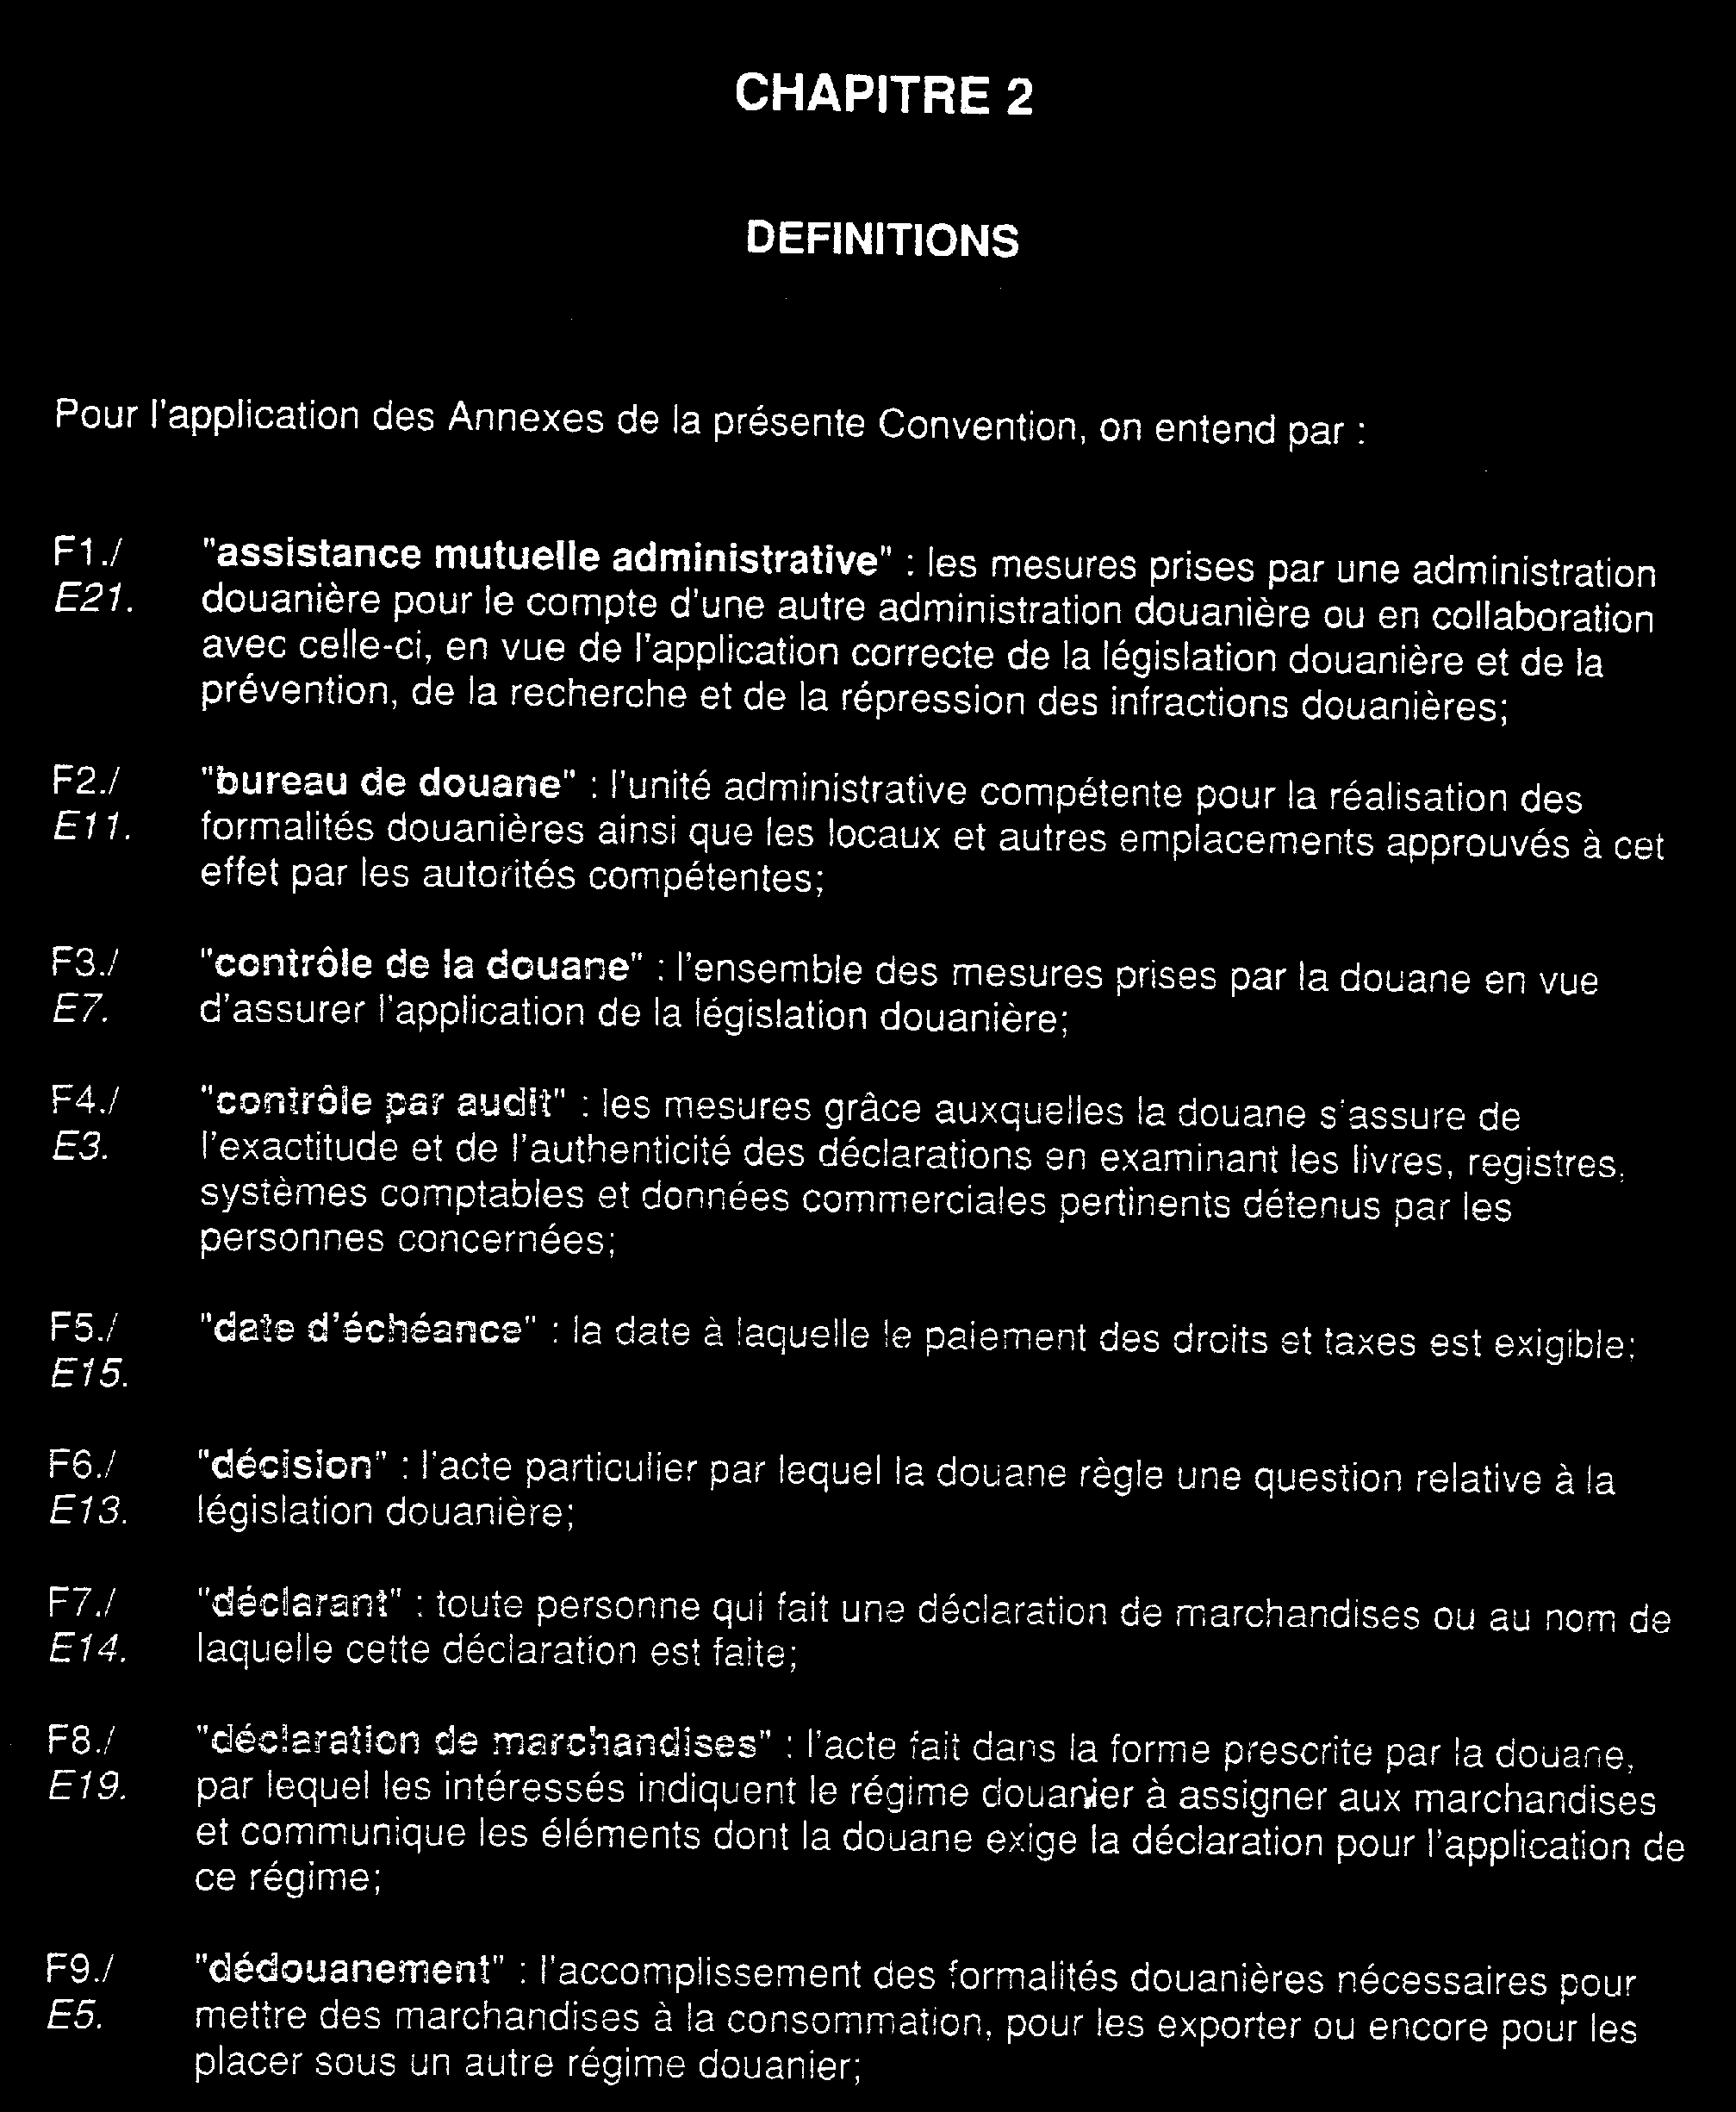 CHAPITRE 2
DEFINITIONS
Pour l'application des Annexes de la présente Convention, on entend par :
F1./ "assistance mutuelle administrative" : les mesures prises par une administration
E21. douanière pour le compte d'une autre administration douanière ou en collaboration
avec celle-ci, en vue de l'application correcte de la législation douanière et de la
prévention, de la recherche et de la répression des infractions douanières;
F2./ "bureau de douane" : l'unité administrative compétente pour la réalisation des
E11. formalités douanières ainsi que les locaux et autres emplacements approuvés à cet
effet par les autorités compétentes;
F3./ "contrôle de la douane" : l'ensemble des mesures prises par la douane en vue
E7. d'assurer l'application de la législation douanière;
F4./ "contrôle par audit" : les mesures grâce auxquelles la douane s'assure de
E3. l'exactitude et de l'authenticité des déclarations en examinant les livres, registres,
systèmes comptables et données commerciales pertinents détenus par les
personnes concernées;
F5./ "date d'échéance" : la date à laquelle le paiement des droits et taxes est exigible;
E15.
F6./ "décision" : l'acte particulier par lequel la douane règle une question relative à la
E13. législation douanière;
F7./ "déclarant" : toute personne qui fait une déclaration de marchandises ou au nom de
E14. laquelle cette déclaration est faite;
F8./ "déclaration de marchandises" : l'acte fait dans la forme prescrite par la douane,
E19. par lequel les intéressés indiquent le régime douanier à assigner aux marchandises
et communique les éléments dont la douane exige la déclaration pour l'application de
ce régime;
F9./ "dédouanement" : l'accomplissement des formalités douanières nécessaires pour
E5. mettre des marchandises à la consommation, pour les exporter ou encore pour les
placer sous un autre régime douanier;